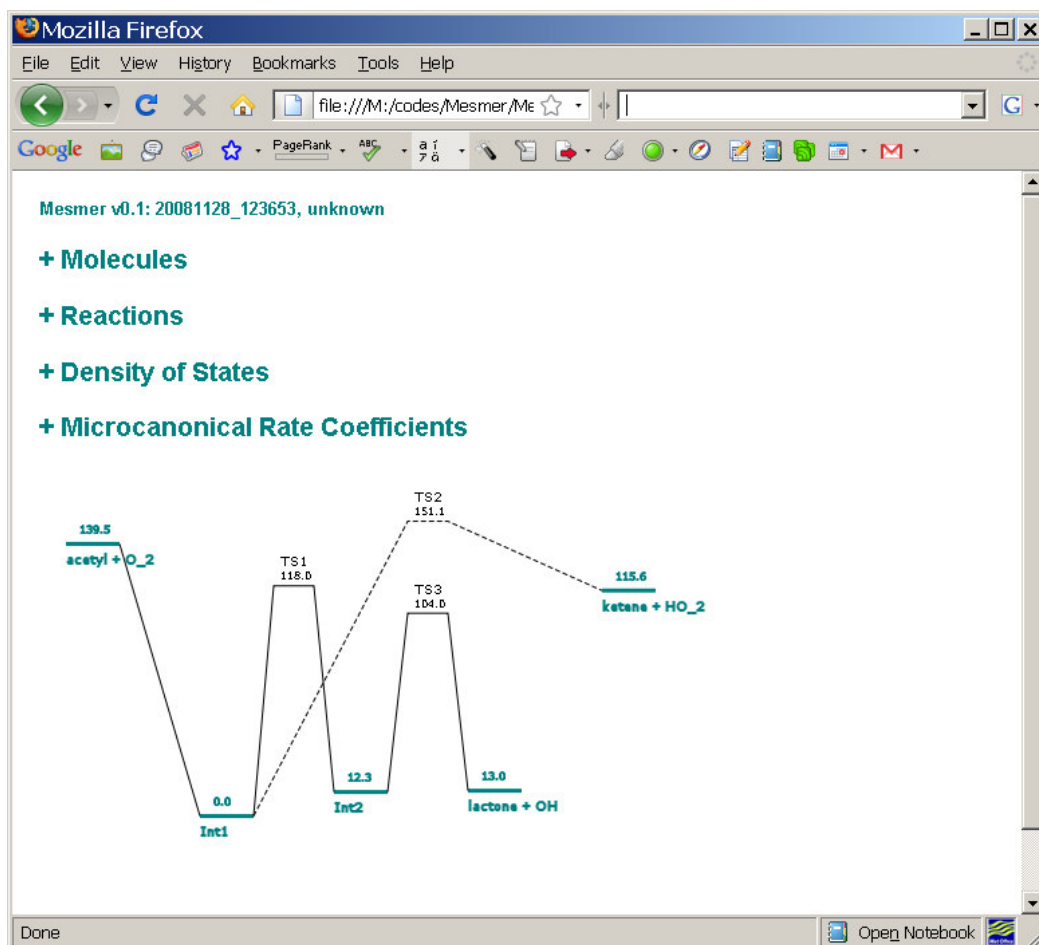 Mozilla Firefox
File Edit View History Bookmarks Tools Help
file:///M:/codes/Mesmer/Me
G
Google PageRank ABC
Mesmer v0.1: 20081128_123653, unknown
+ Molecules
+ Reactions
+ Density of States
+ Microcanonical Rate Coefficients
TS2
151.1
139.5
acetyl + O_2
TS1
118.0
115.6
TS3
104.0
ketene + HO_2
12.3
13.0
Int2
lactone + OH
0.0
Int1
Done Open Notebook